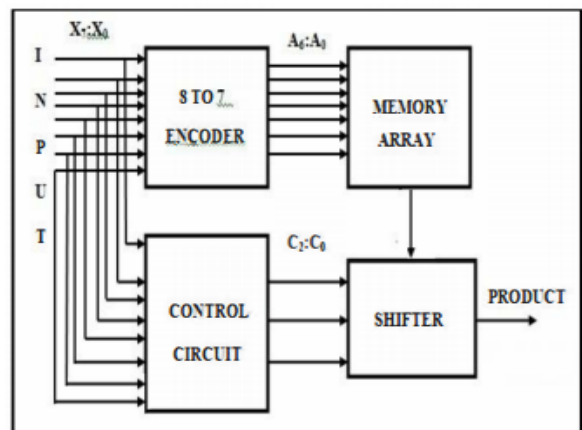 X7:X0
I
N
P
U
T
8 TO 7
ENCODER
A6:A0
MEMORY
ARRAY
CONTROL
CIRCUIT
C2:C0
SHIFTER
PRODUCT